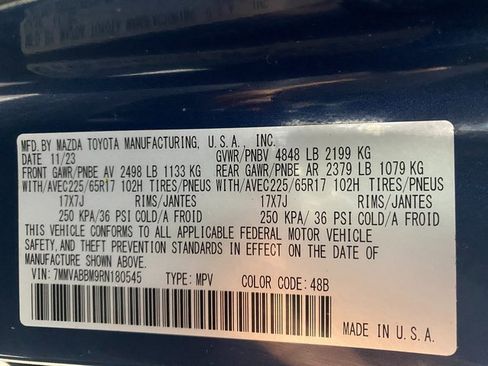 MFD. BY MAZDA TOYOTA MANUFACTURING, U.S.A., INC.
DATE 11/23 GVWR/PNBV 4848 LB 2199 KG
FRONT GAWR/PNBE AV 2498 LB 1133 KG REAR GAWR/PNBE AR 2379 LB 1079 KG
WITH/AVEC225/65R17 102H TIRES/PNEUS WITH/AVEC225/65R17 102H TIRES/PNEUS
17X7J RIMS/JANTES 17X7J RIMS/JANTES
250 KPA/36 PSI COLD/A FROID 250 KPA/36 PSI COLD/A FROID
THIS VEHICLE CONFORMS TO ALL APPLICABLE FEDERAL MOTOR VEHICLE
SAFETY, AND THEFT PREVENTION STANDARDS IN EFFECT ON THE DATE OF
MANUFACTURE SHOWN ABOVE.
VIN: 7MMVABBM9RN180545 TYPE: MPV COLOR CODE: 48B
MADE IN U.S.A.